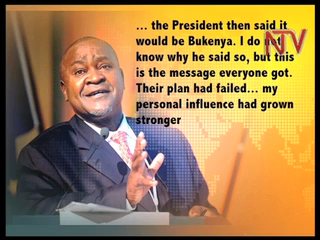 ... the President then said it
would be Bukenya. I do not
know why he said so, but this
is the message everyone got.
Their plan had failed... my
personal influence had grown
stronger
NTV